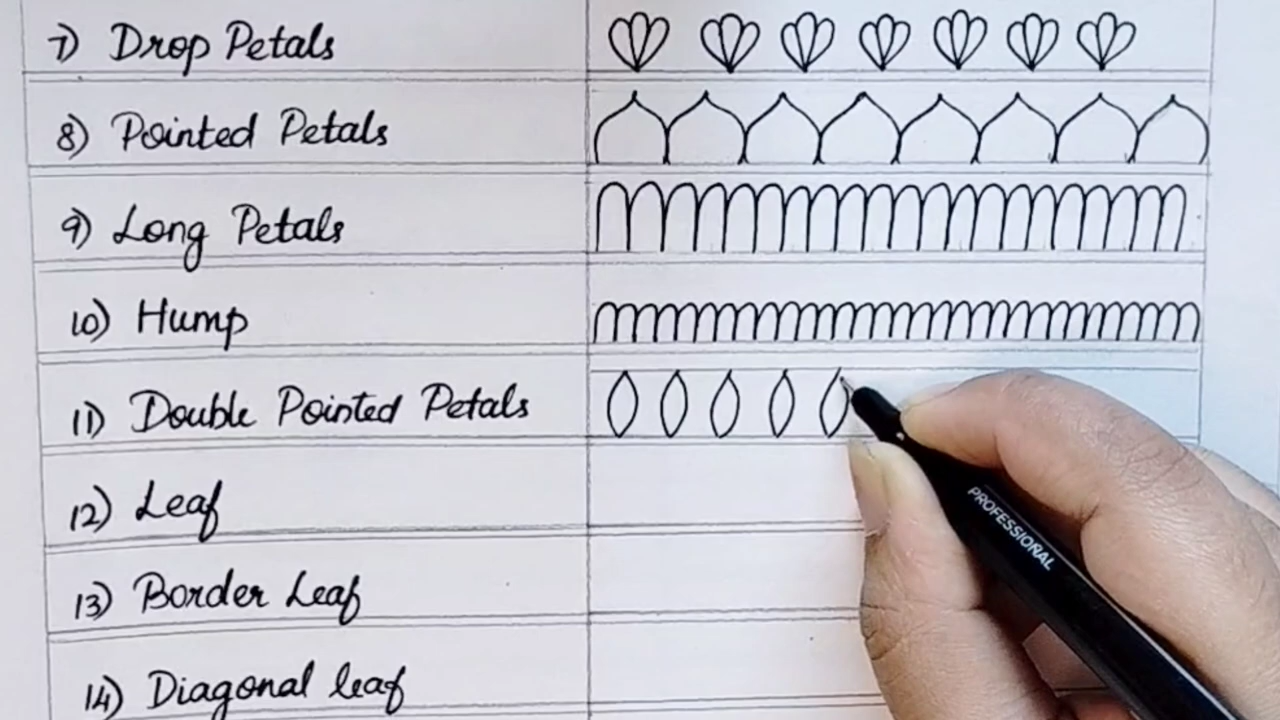 7) Drop Petals
8) Pointed Petals
9) Long Petals
10) Hump
11) Double Pointed Petals
12) Leaf
13) Border Leaf
14) Diagonal leaf
PROFESSIONAL